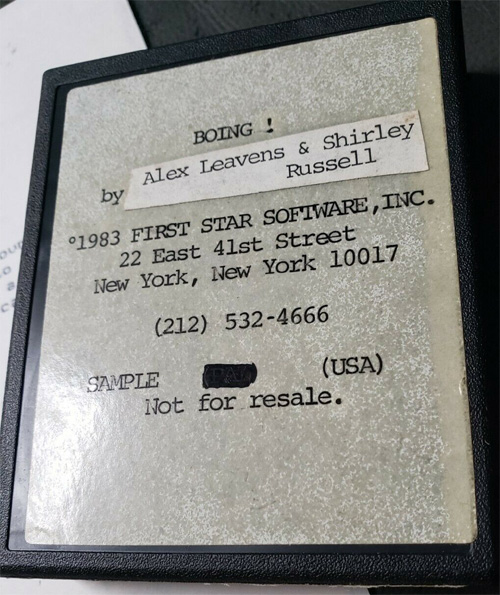 BOING !
by Alex Leavens & Shirley
Russell
°1983 FIRST STAR SOFTWARE,INC.
22 East 41st Street
New York, New York 10017
(212) 532-4666
SAMPLE (USA)
Not for resale.